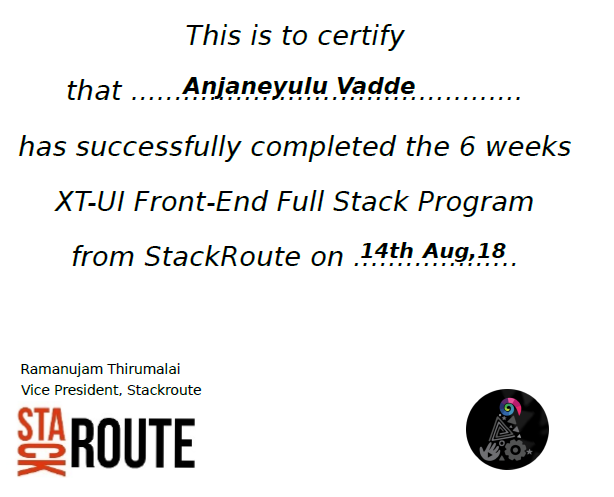 This is to certify
that ............Anjaneyulu Vadde............
has successfully completed the 6 weeks
XT-UI Front-End Full Stack Program
from StackRoute on ...14th Aug,18...
Ramanujam Thirumalai
Vice President, Stackroute
STACK ROUTE